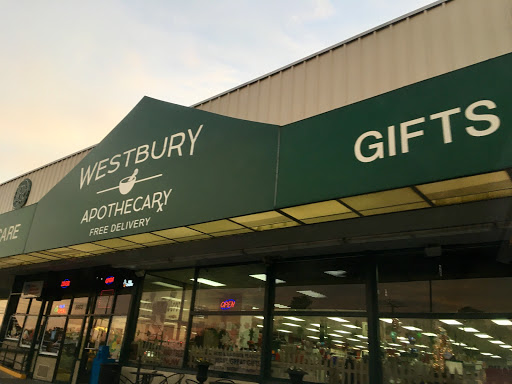 CARE
WESTBURY
APOTHECARY
FREE DELIVERY
GIFTS
OPEN